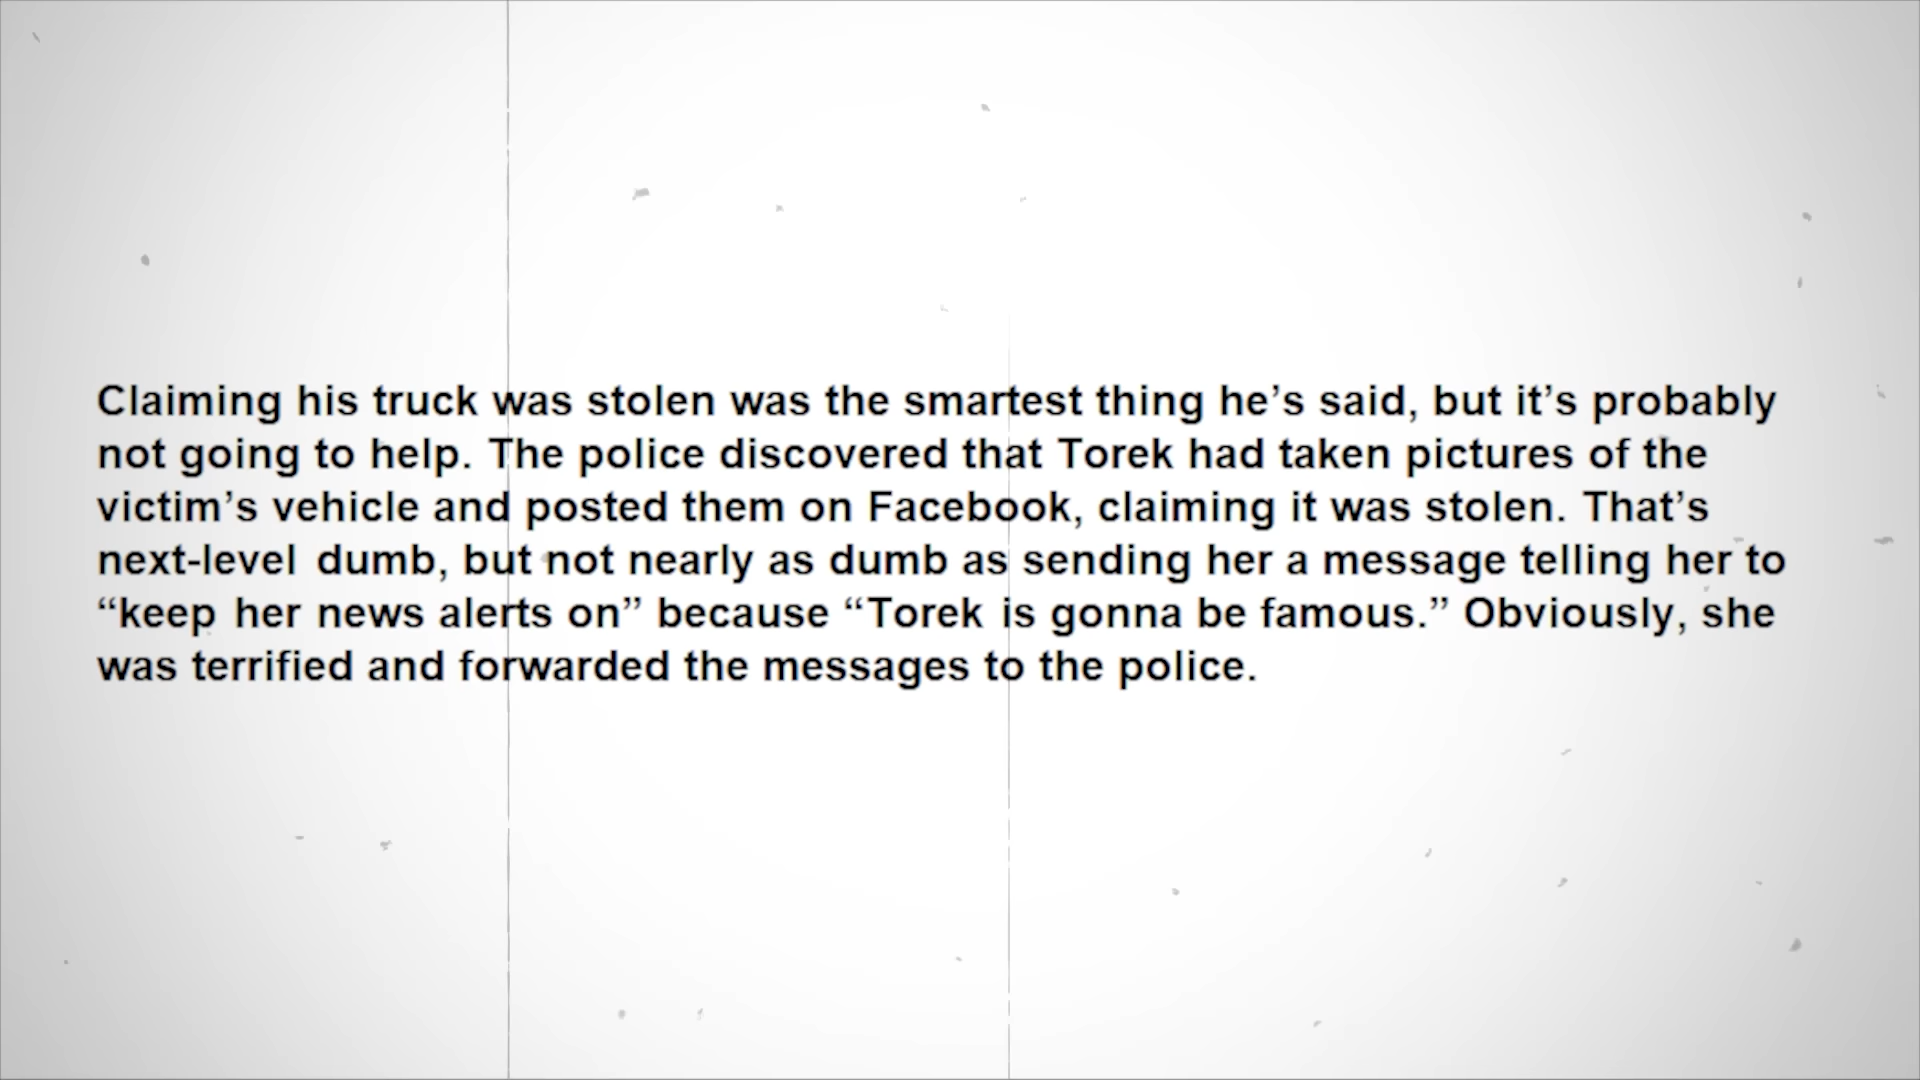 Claiming his truck was stolen was the smartest thing he’s said, but it’s probably
not going to help. The police discovered that Torek had taken pictures of the
victim’s vehicle and posted them on Facebook, claiming it was stolen. That’s
next-level dumb, but not nearly as dumb as sending her a message telling her to
“keep her news alerts on” because “Torek is gonna be famous.” Obviously, she
was terrified and forwarded the messages to the police.